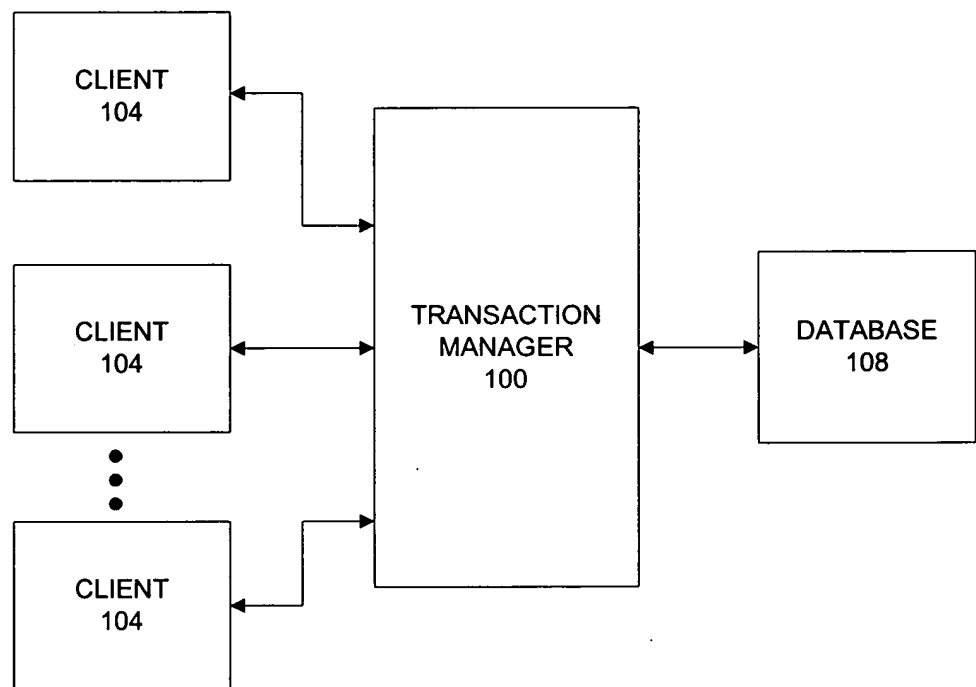 CLIENT
104
CLIENT
104
CLIENT
104
TRANSACTION
MANAGER
100
DATABASE
108